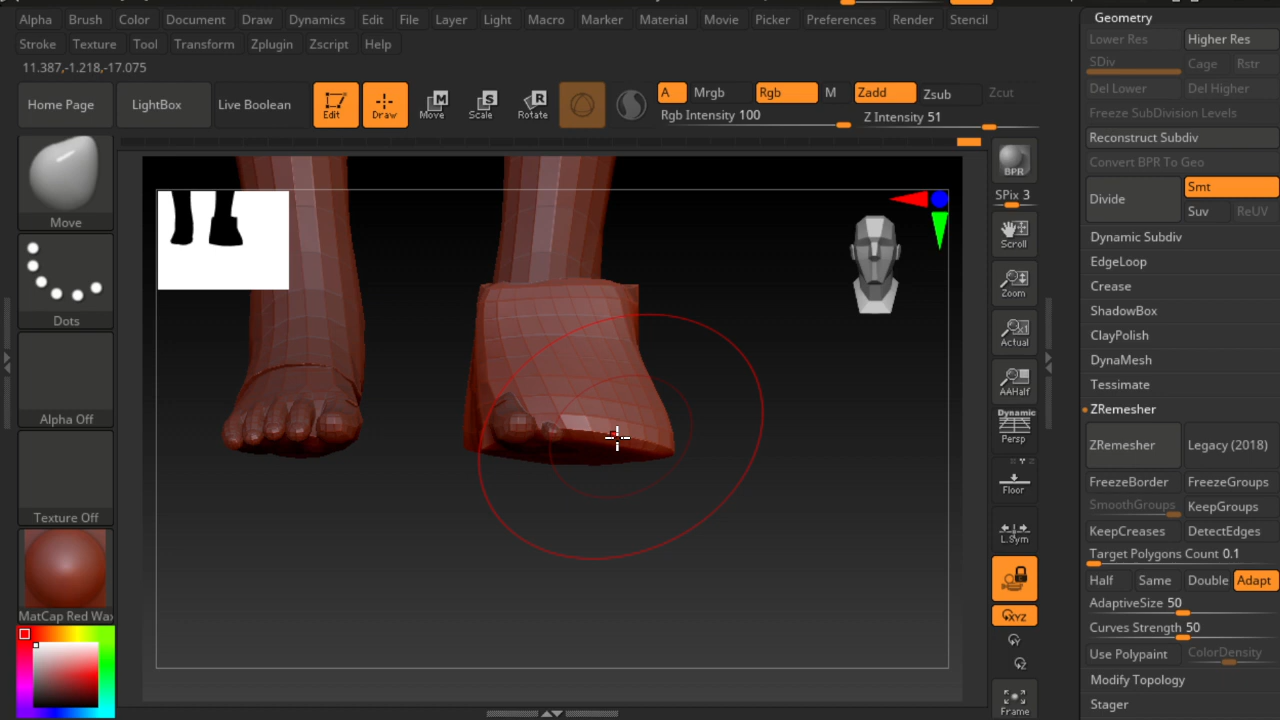 Alpha Brush Color Document Draw Dynamics Edit File Layer Light Macro Marker Material Movie Picker Preferences Render Stencil
Stroke Texture Tool Transform Zplugin Zscript Help
11.387,-1.218,-17.075
Home Page LightBox Live Boolean Edit Draw Move Scale Rotate A Mrgb Rgb M Zadd Zsub Zcut
Rgb Intensity 100 Z Intensity 51
Move
Dots
Alpha Off
Texture Off
MatCap Red Wax
BPR
SPix 3
Scroll
Zoom
Actual
AAHalf
Dynamic
Persp
Floor
L.Sym
XYZ
Frame
Geometry
Lower Res Higher Res
SDiv Cage Rstr
Del Lower Del Higher
Freeze SubDivision Levels
Reconstruct Subdiv
Convert BPR To Geo
Divide Smt
Suv ReUV
Dynamic Subdiv
EdgeLoop
Crease
ShadowBox
ClayPolish
DynaMesh
Tessimate
ZRemesher
ZRemesher Legacy (2018)
FreezeBorder FreezeGroups
SmoothGroups KeepGroups
KeepCreases DetectEdges
Target Polygons Count 0.1
Half Same Double Adapt
AdaptiveSize 50
Curves Strength 50
Use Polypaint ColorDensity
Modify Topology
Stager